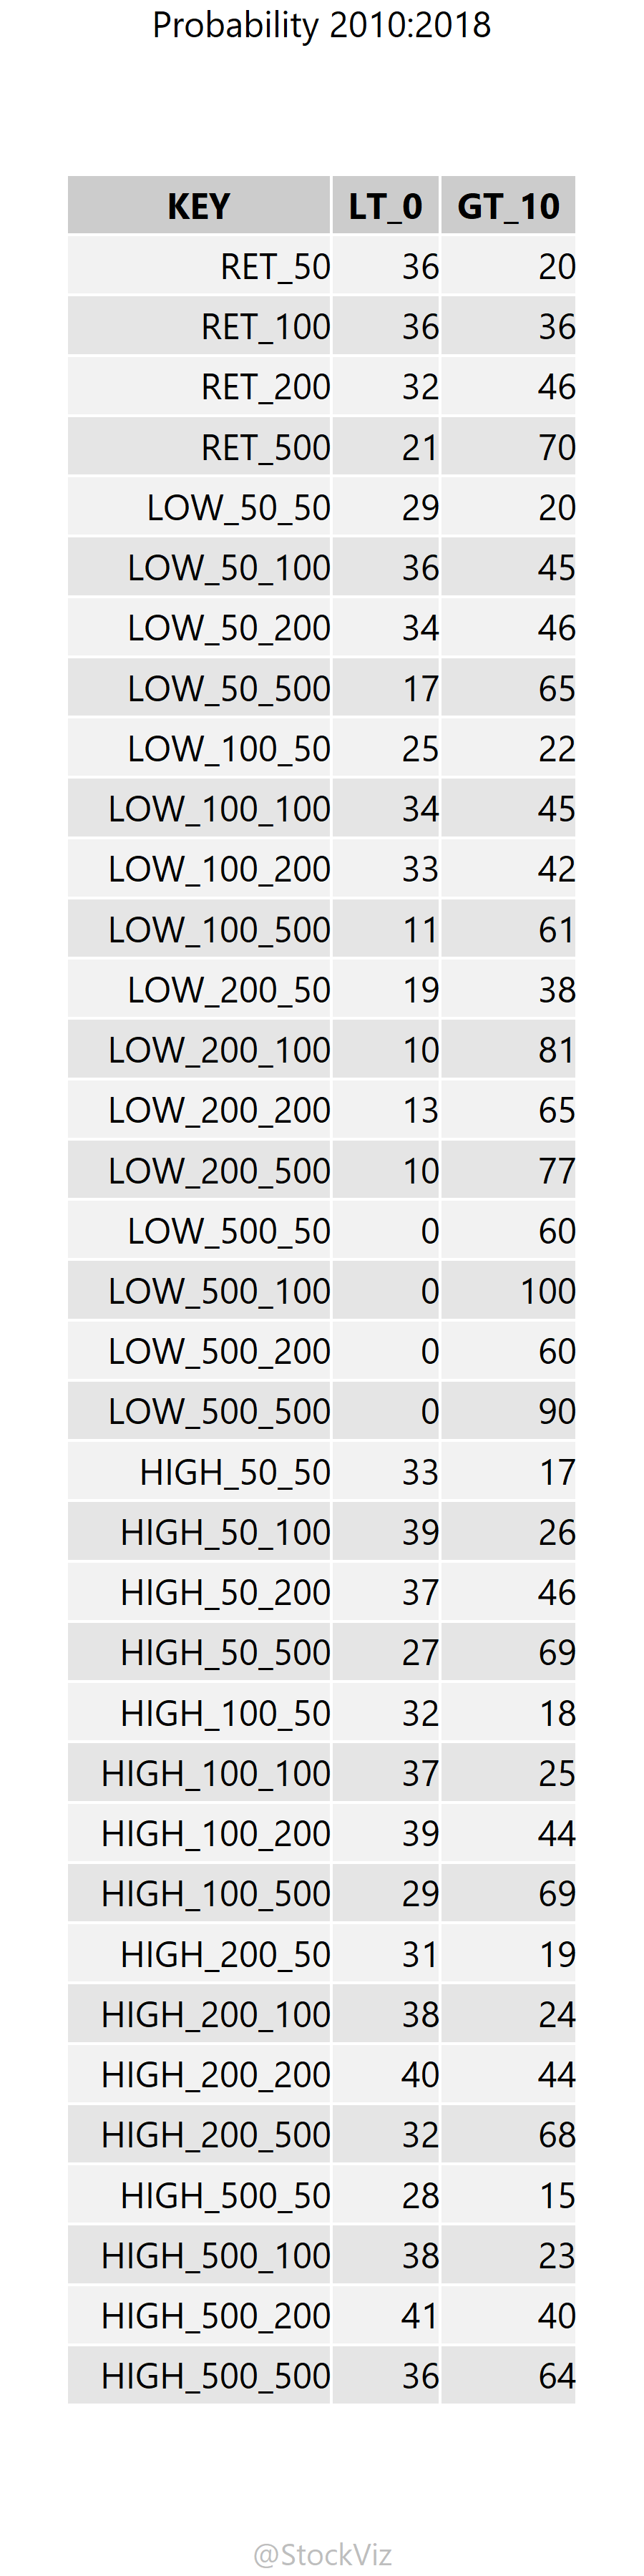 Probability 2010:2018
KEY LT_0 GT_10
RET_50 36 20
RET_100 36 36
RET_200 32 46
RET_500 21 70
LOW_50_50 29 20
LOW_50_100 36 45
LOW_50_200 34 46
LOW_50_500 17 65
LOW_100_50 25 22
LOW_100_100 34 45
LOW_100_200 33 42
LOW_100_500 11 61
LOW_200_50 19 38
LOW_200_100 10 81
LOW_200_200 13 65
LOW_200_500 10 77
LOW_500_50 0 60
LOW_500_100 0 100
LOW_500_200 0 60
LOW_500_500 0 90
HIGH_50_50 33 17
HIGH_50_100 39 26
HIGH_50_200 37 46
HIGH_50_500 27 69
HIGH_100_50 32 18
HIGH_100_100 37 25
HIGH_100_200 39 44
HIGH_100_500 29 69
HIGH_200_50 31 19
HIGH_200_100 38 24
HIGH_200_200 40 44
HIGH_200_500 32 68
HIGH_500_50 28 15
HIGH_500_100 38 23
HIGH_500_200 41 40
HIGH_500_500 36 64
@StockViz